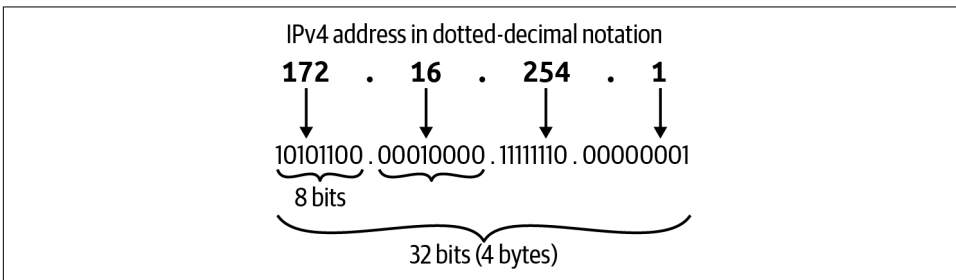 IPv4 address in dotted-decimal notation
172 . 16 . 254 . 1
10101100 . 00010000 . 11111110 . 00000001
8 bits
32 bits (4 bytes)